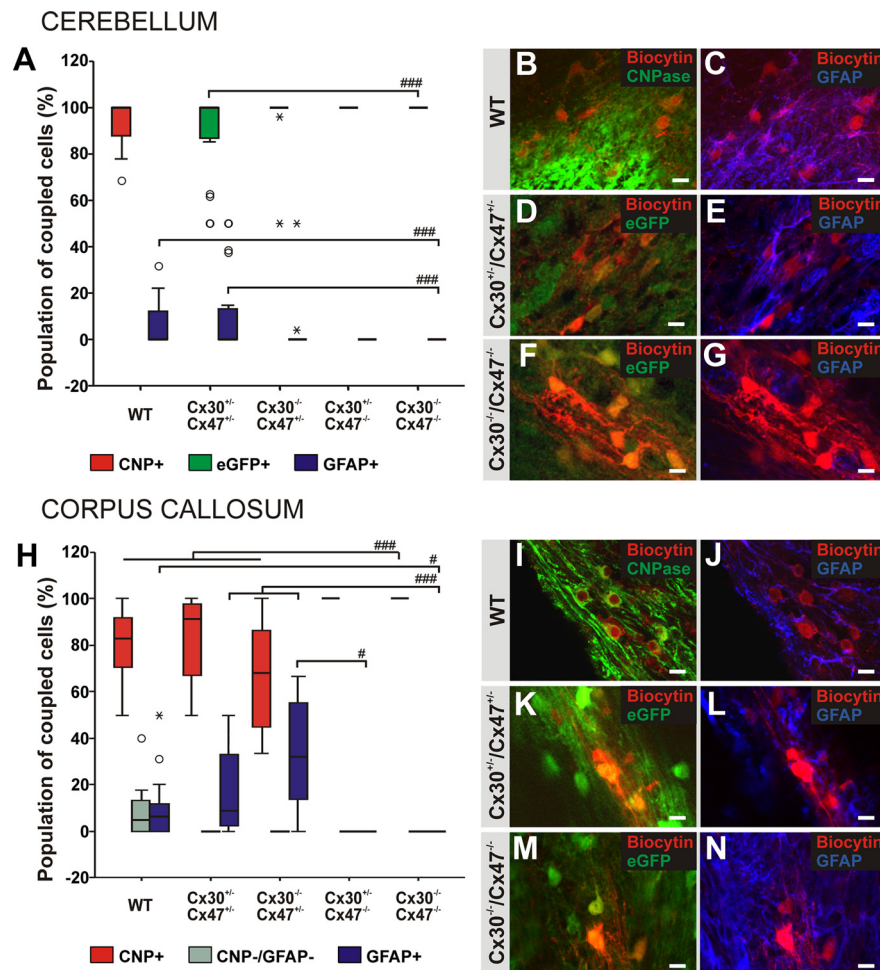 CEREBELLUM
A
120
100
80
60
40
20
0
-20
Population of coupled cells (%)
###
###
###
WT
Cx30+/- Cx30-/- Cx30+/- Cx30-/-
Cx47+/- Cx47+/- Cx47-/- Cx47-/-
CNP+ eGFP+ GFAP+
WT
B
Biocytin
CNPase
C
Biocytin
GFAP
Cx30+/-/Cx47+/-
D
Biocytin
eGFP
E
Biocytin
GFAP
Cx30-/-/Cx47-/-
F
Biocytin
eGFP
G
Biocytin
GFAP
CORPUS CALLOSUM
H
120
100
80
60
40
20
0
-20
Population of coupled cells (%)
###
#
###
#
WT
Cx30+/- Cx30-/- Cx30+/- Cx30-/-
Cx47+/- Cx47+/- Cx47-/- Cx47-/-
CNP+ CNP-/GFAP- GFAP+
WT
I
Biocytin
CNPase
J
Biocytin
GFAP
Cx30+/-/Cx47+/-
K
Biocytin
eGFP
L
Biocytin
GFAP
Cx30-/-/Cx47-/-
M
Biocytin
eGFP
N
Biocytin
GFAP